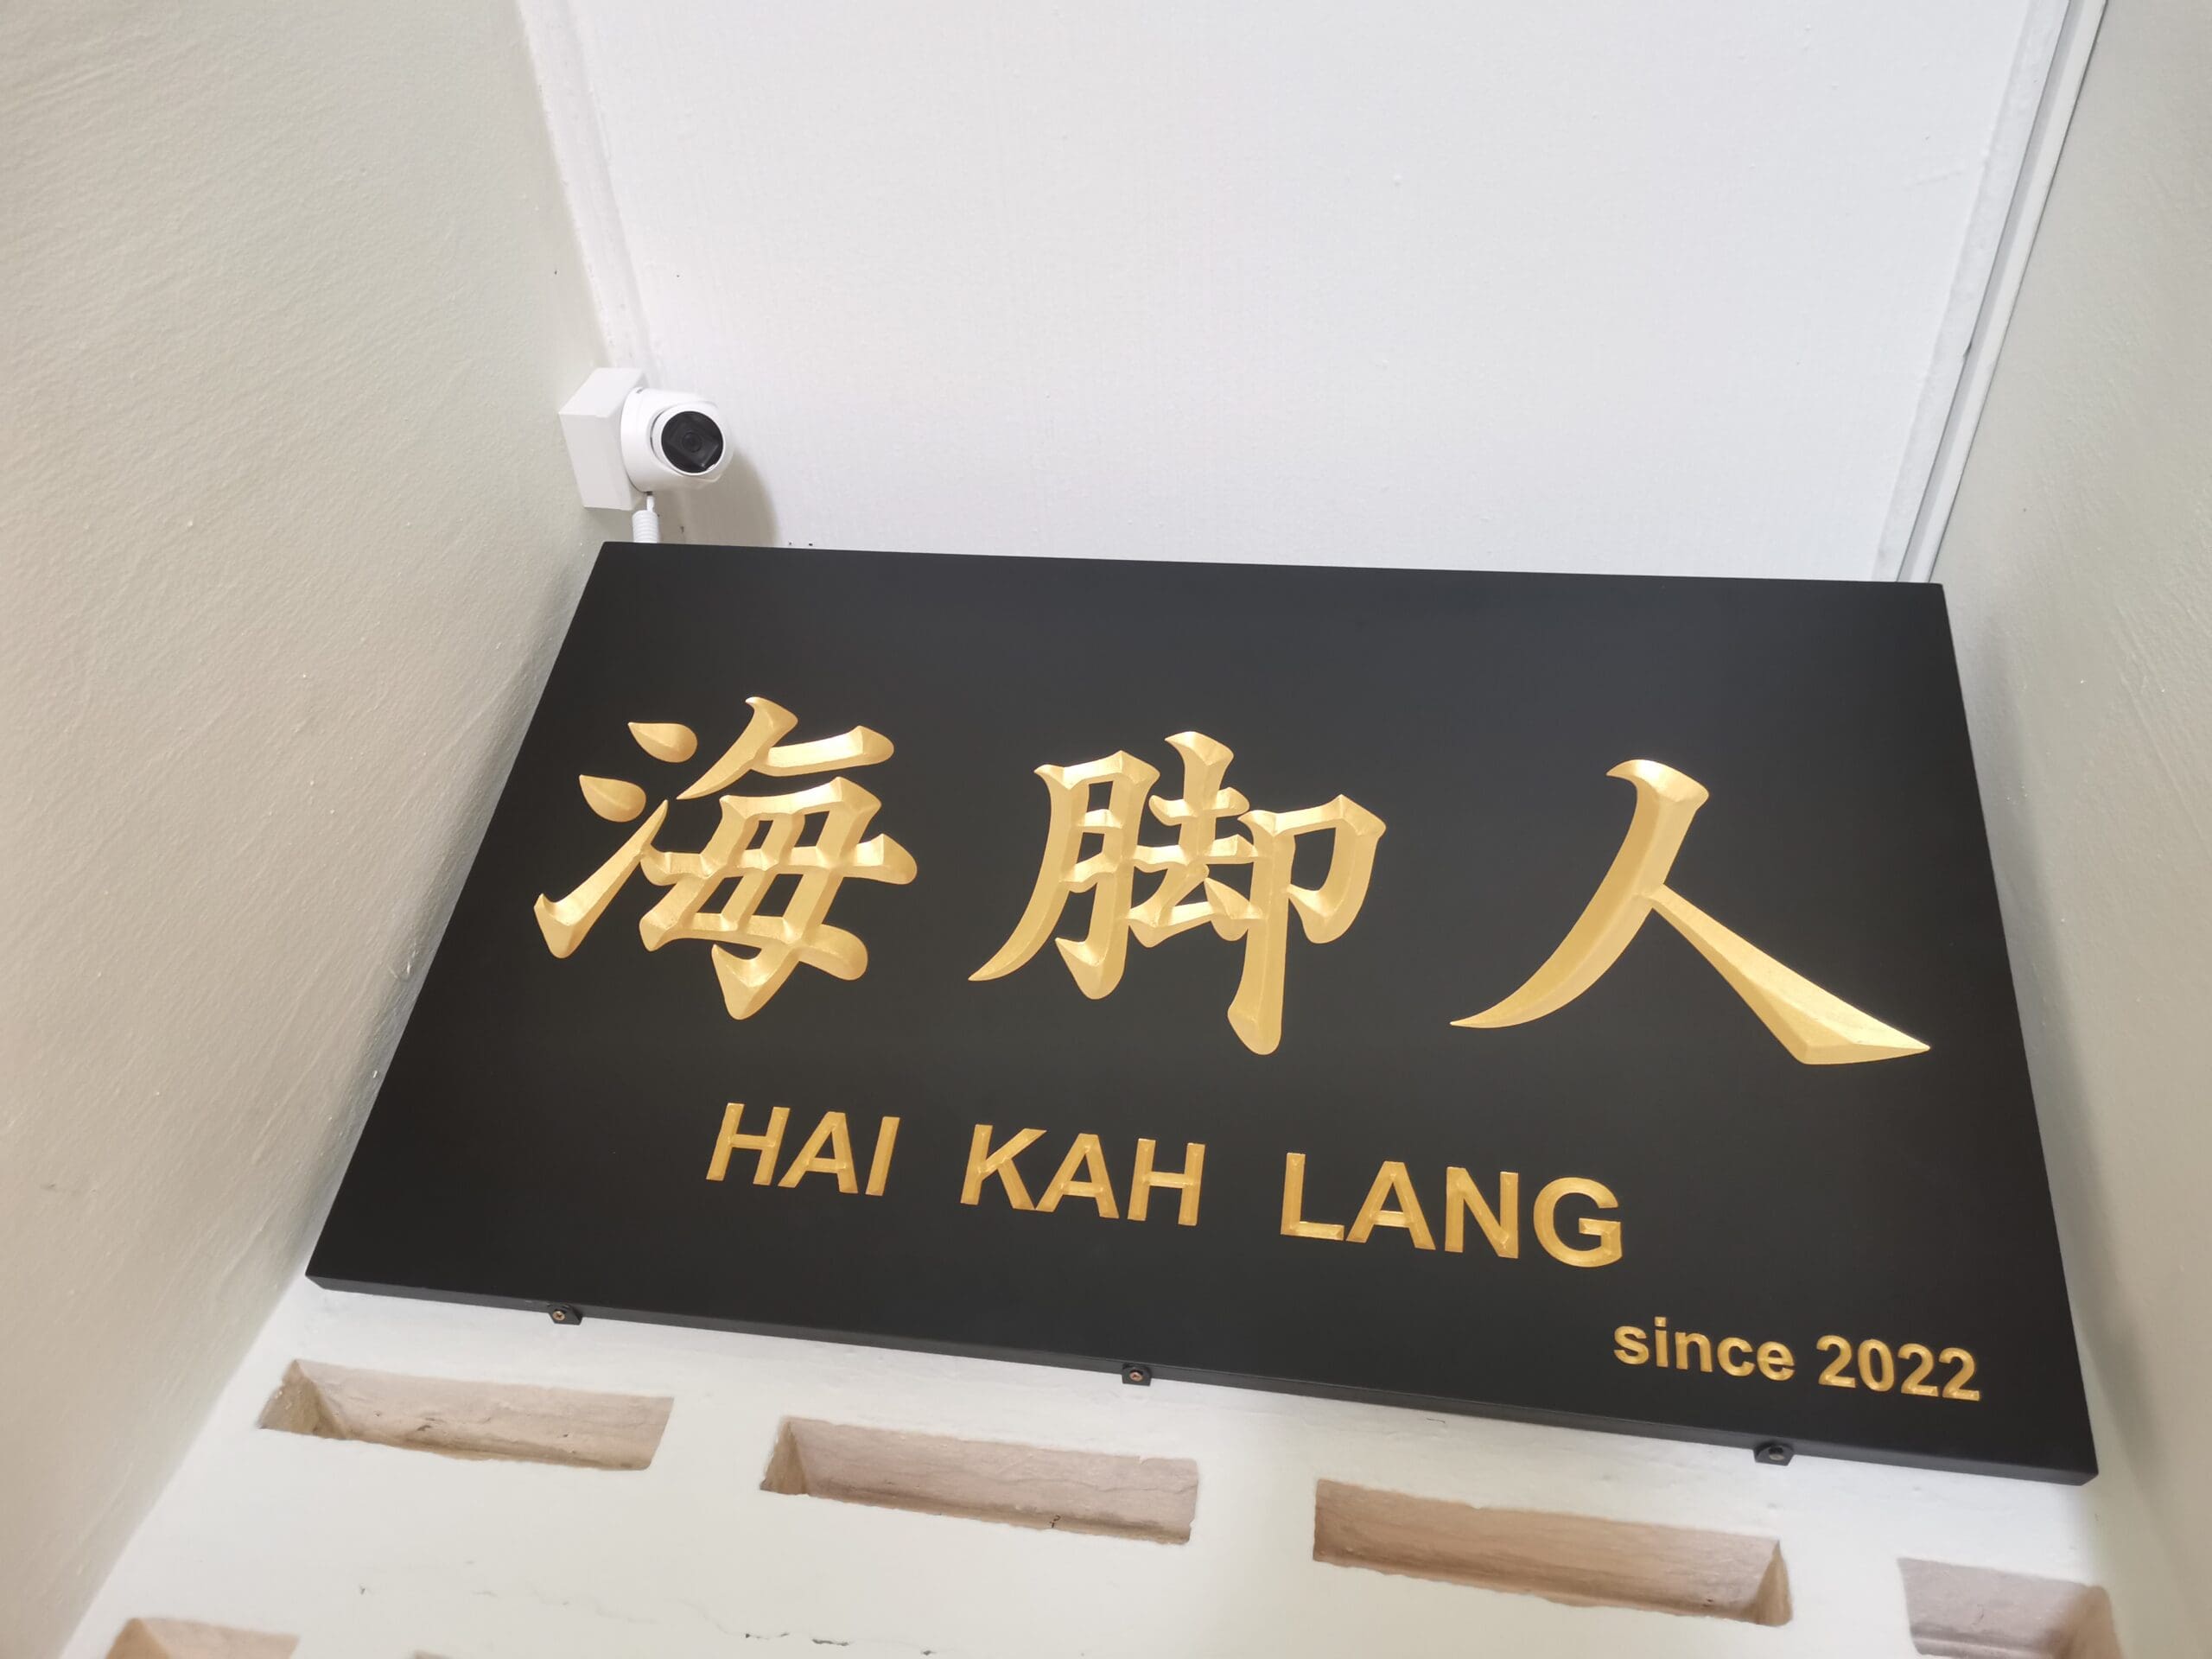 海脚人
HAI KAH LANG
since 2022